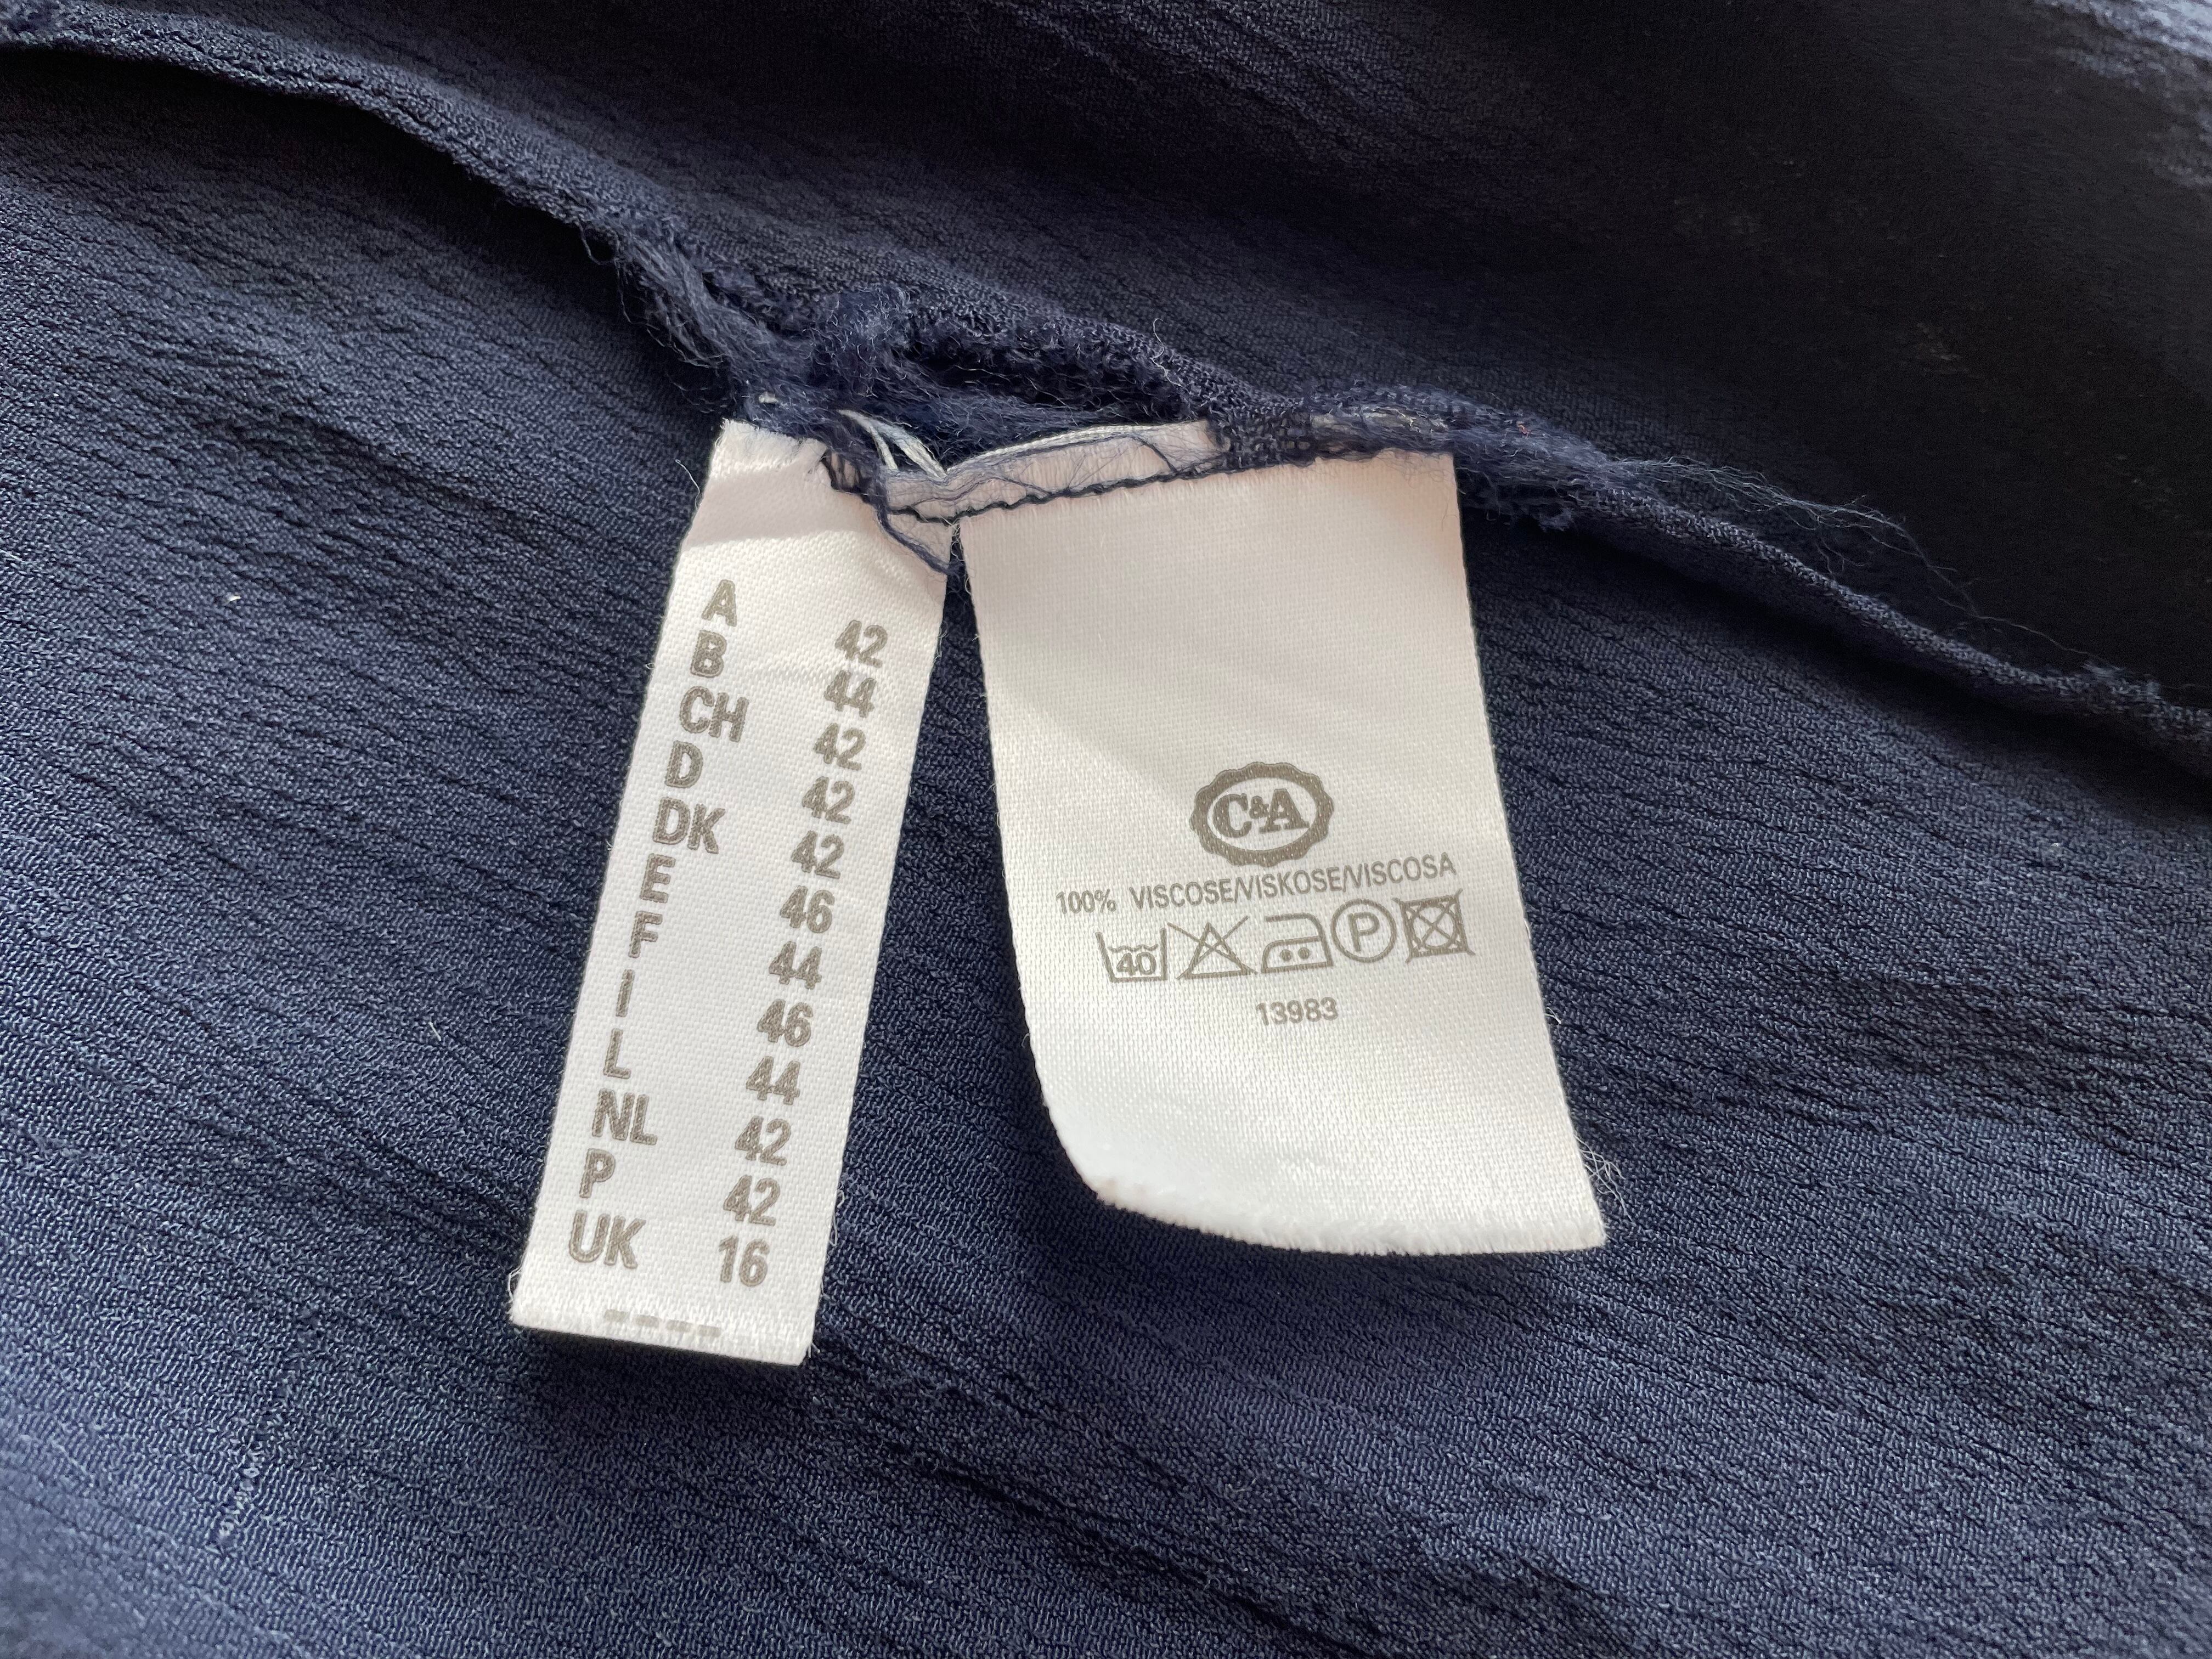 A 42
B 44
CH 42
D 42
DK 42
E 46
F 44
I 46
L 44
NL 42
P 42
UK 16
----
C&A
100% VISCOSE/VISKOSE/VISCOSA
40 P
13983